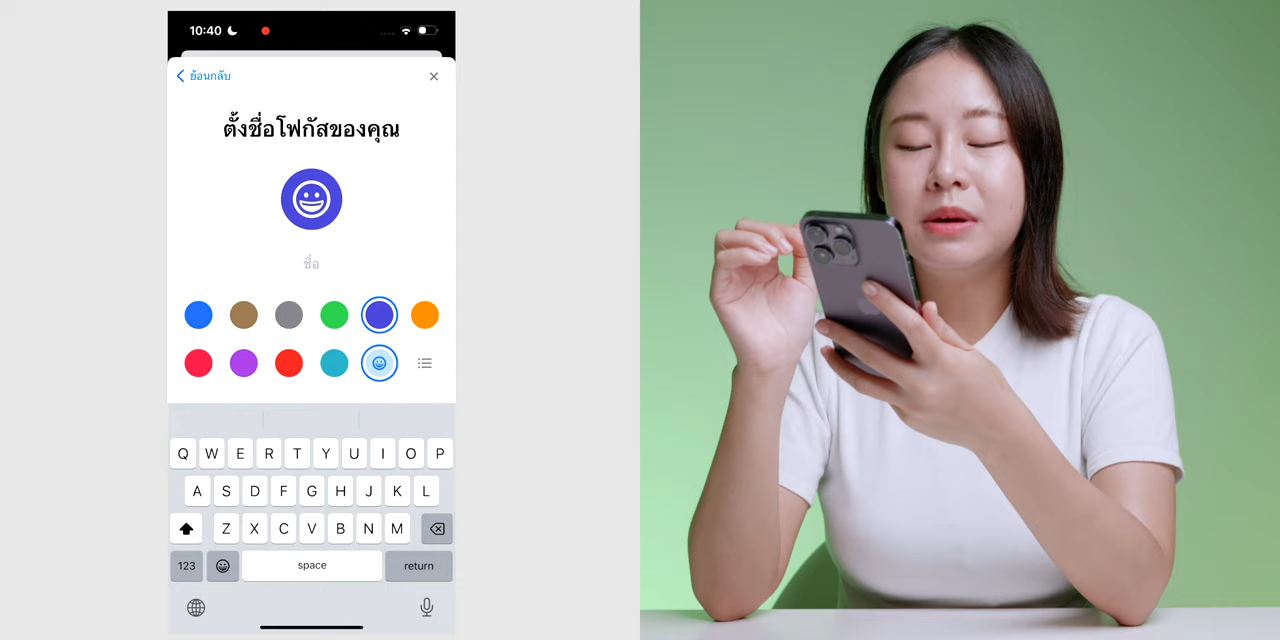 10:40
ย้อนกลับ
ตั้งชื่อโฟกัสของคุณ
ชื่อ
Q W E R T Y U I O P
A S D F G H J K L
Z X C V B N M
123 space return